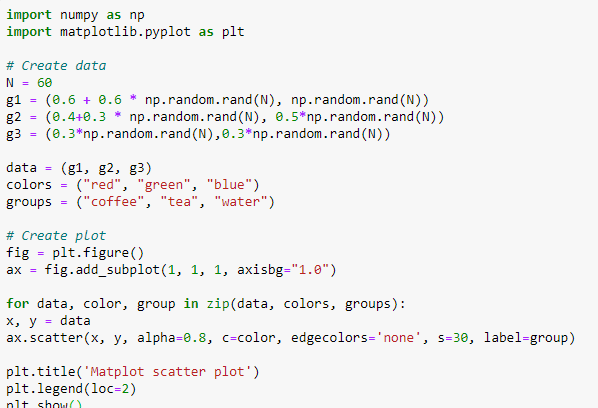 import numpy as np
import matplotlib.pyplot as plt
# Create data
N = 60
g1 = (0.6 + 0.6 * np.random.rand(N), np.random.rand(N))
g2 = (0.4+0.3 * np.random.rand(N), 0.5*np.random.rand(N))
g3 = (0.3*np.random.rand(N),0.3*np.random.rand(N))
data = (g1, g2, g3)
colors = ("red", "green", "blue")
groups = ("coffee", "tea", "water")
# Create plot
fig = plt.figure()
ax = fig.add_subplot(1, 1, 1, axisbg="1.0")
for data, color, group in zip(data, colors, groups):
x, y = data
ax.scatter(x, y, alpha=0.8, c=color, edgecolors='none', s=30, label=group)
plt.title('Matplot scatter plot')
plt.legend(loc=2)
plt.show()